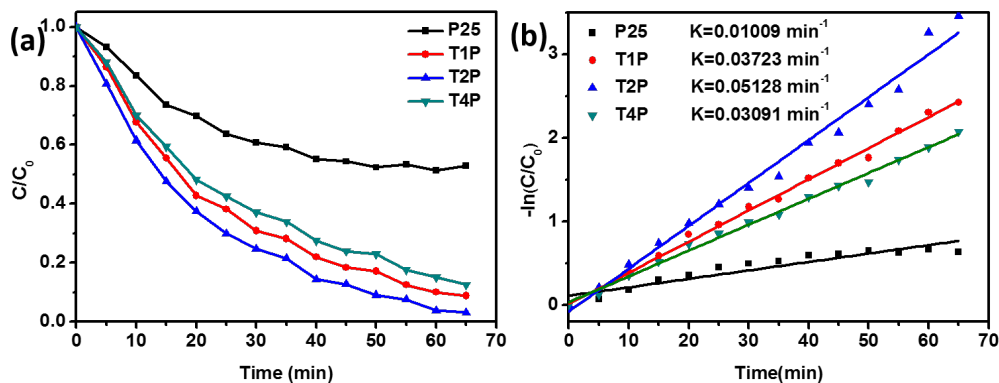 (a)
P25
T1P
T2P
T4P
C/C0
1.0
0.8
0.6
0.4
0.2
0.0
0 10 20 30 40 50 60 70
Time (min)
(b)
P25 K=0.01009 min-1
T1P K=0.03723 min-1
T2P K=0.05128 min-1
T4P K=0.03091 min-1
-ln(C/C0)
3
2
1
0
0 10 20 30 40 50 60 70
Time(min)